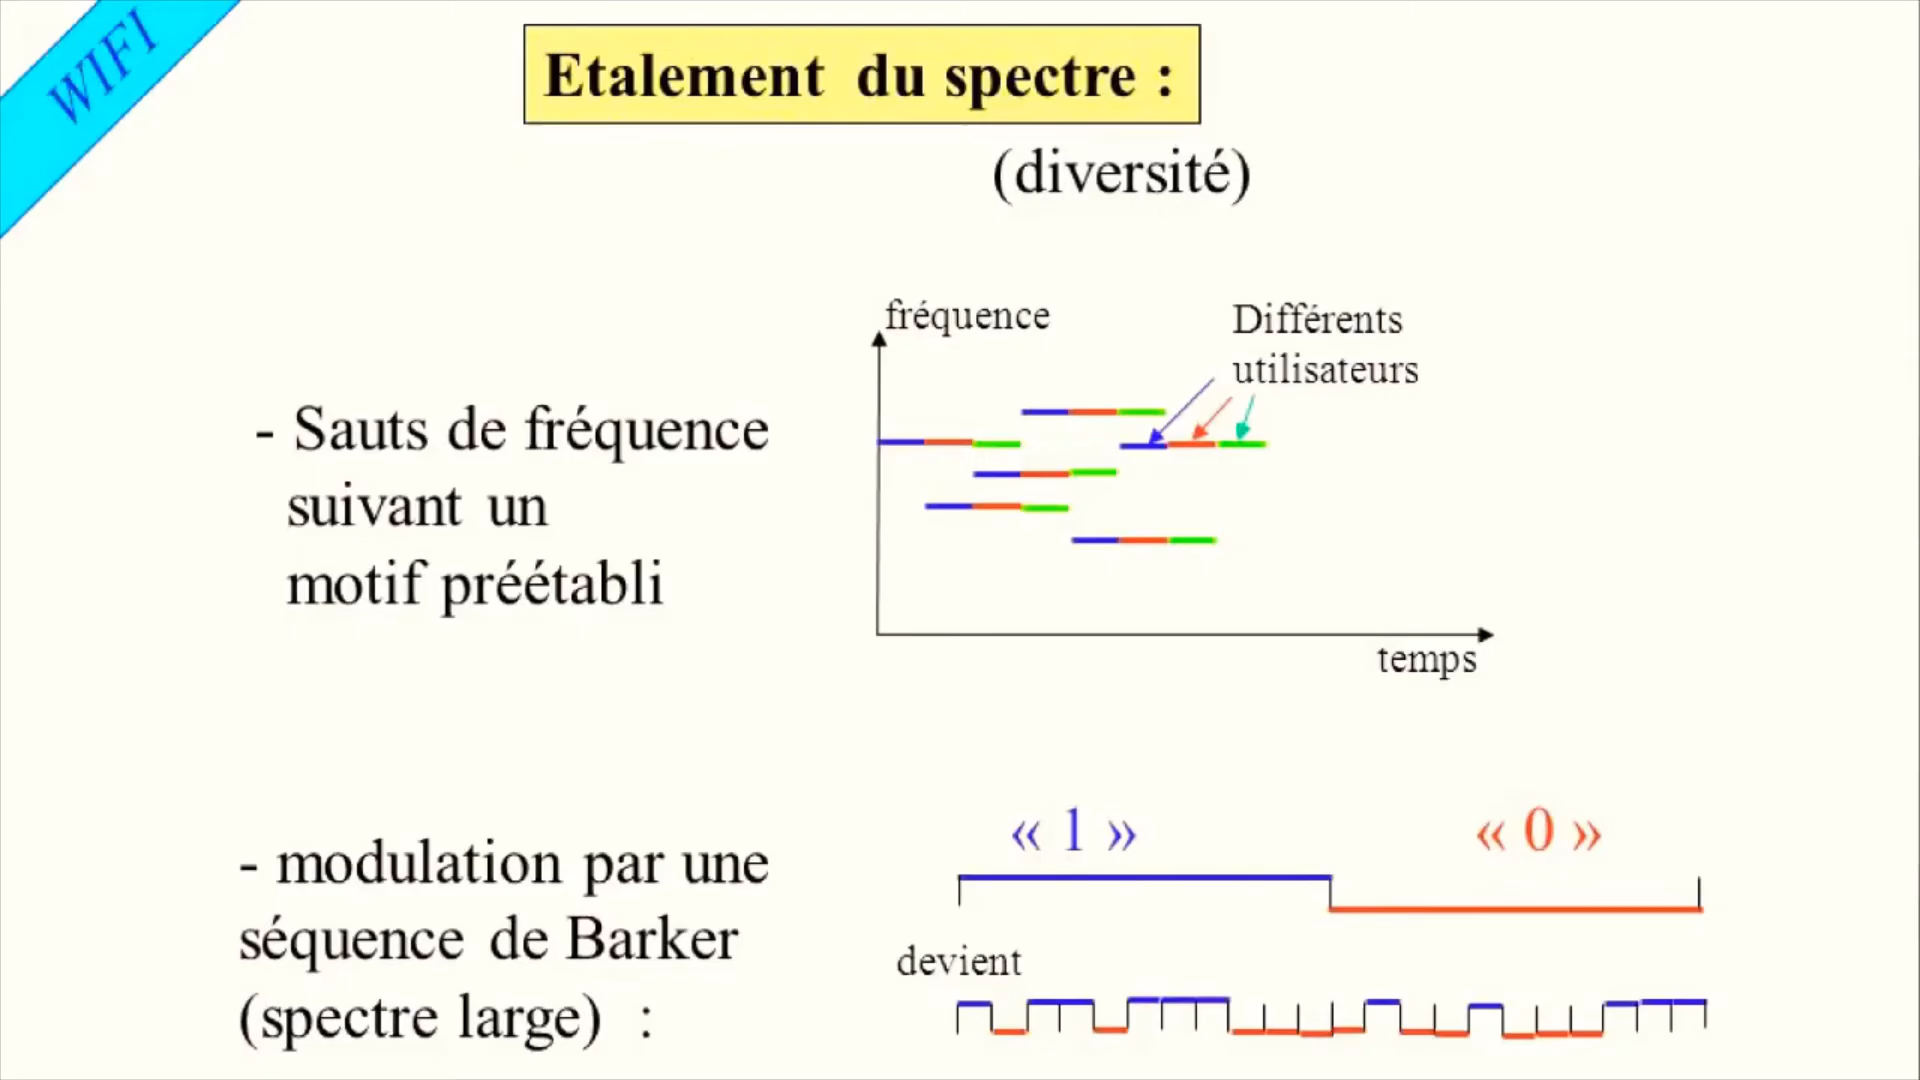 WIFI
Etalement du spectre :
(diversité)
fréquence
Différents
utilisateurs
- Sauts de fréquence
suivant un
motif préétabli
temps
« 1 » « 0 »
- modulation par une
séquence de Barker
(spectre large) :
devient